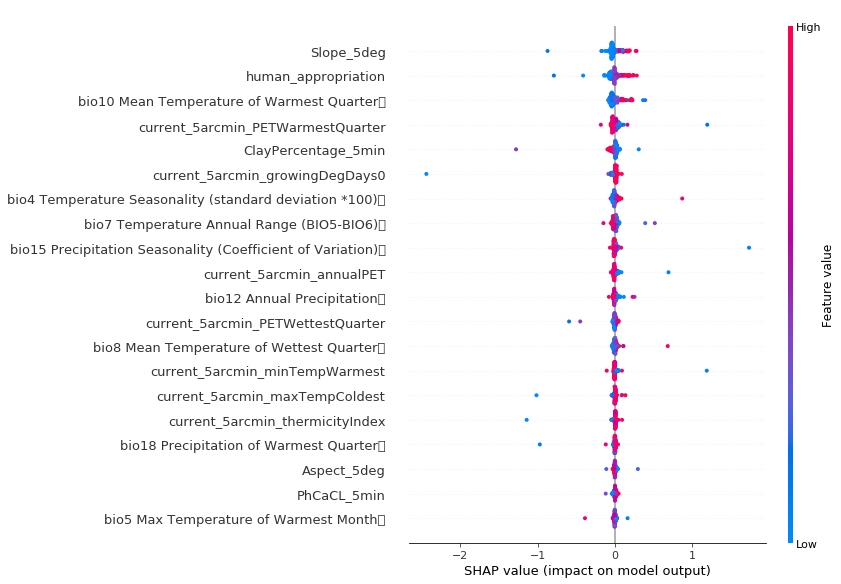 High
Slope_5deg
human_appropriation
bio10 Mean Temperature of Warmest Quarter
current_5arcmin_PETWarmestQuarter
ClayPercentage_5min
current_5arcmin_growingDegDays0
bio4 Temperature Seasonality (standard deviation *100)
bio7 Temperature Annual Range (BIO5-BIO6)
bio15 Precipitation Seasonality (Coefficient of Variation)
current_5arcmin_annualPET
bio12 Annual Precipitation
current_5arcmin_PETWettestQuarter
bio8 Mean Temperature of Wettest Quarter
current_5arcmin_minTempWarmest
current_5arcmin_maxTempColdest
current_5arcmin_thermicityIndex
bio18 Precipitation of Warmest Quarter
Aspect_5deg
PhCaCL_5min
bio5 Max Temperature of Warmest Month
Feature value
Low
−2 −1 0 1
SHAP value (impact on model output)